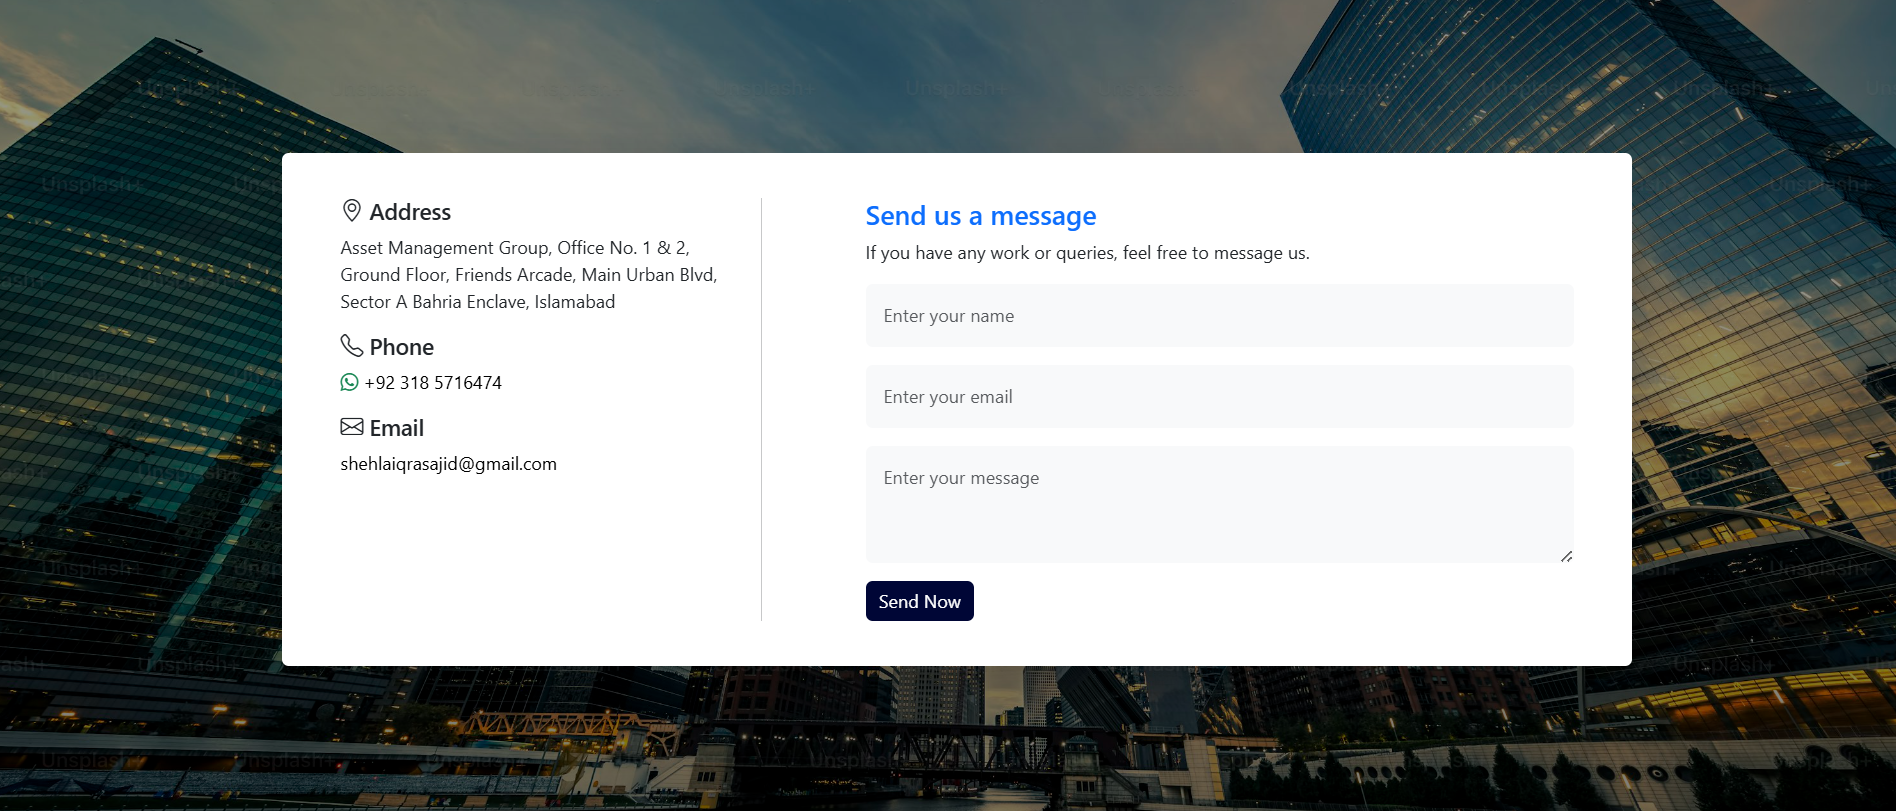 Address
Asset Management Group, Office No. 1 & 2,
Ground Floor, Friends Arcade, Main Urban Blvd,
Sector A Bahria Enclave, Islamabad
Phone
+92 318 5716474
Email
shehlaiqrasajid@gmail.com
Send us a message
If you have any work or queries, feel free to message us.
Enter your name
Enter your email
Enter your message
Send Now
Unsplash+